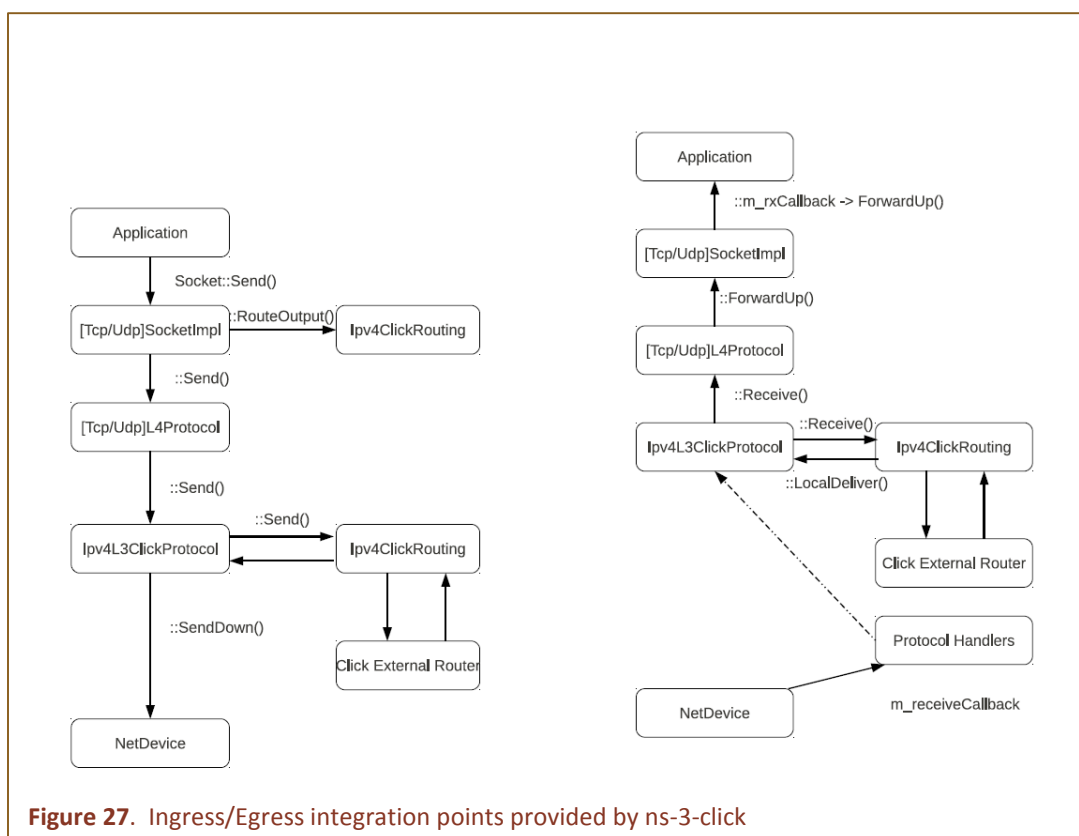 Application
Socket::Send()
[Tcp/Udp]SocketImpl
::RouteOutput()
Ipv4ClickRouting
::Send()
[Tcp/Udp]L4Protocol
::Send()
Ipv4L3ClickProtocol
::Send()
Ipv4ClickRouting
Click External Router
::SendDown()
NetDevice
Application
::m_rxCallback -> ForwardUp()
[Tcp/Udp]SocketImpl
::ForwardUp()
[Tcp/Udp]L4Protocol
::Receive()
Ipv4L3ClickProtocol
::Receive()
::LocalDeliver()
Ipv4ClickRouting
Click External Router
Protocol Handlers
m_receiveCallback
NetDevice
Figure 27. Ingress/Egress integration points provided by ns-3-click